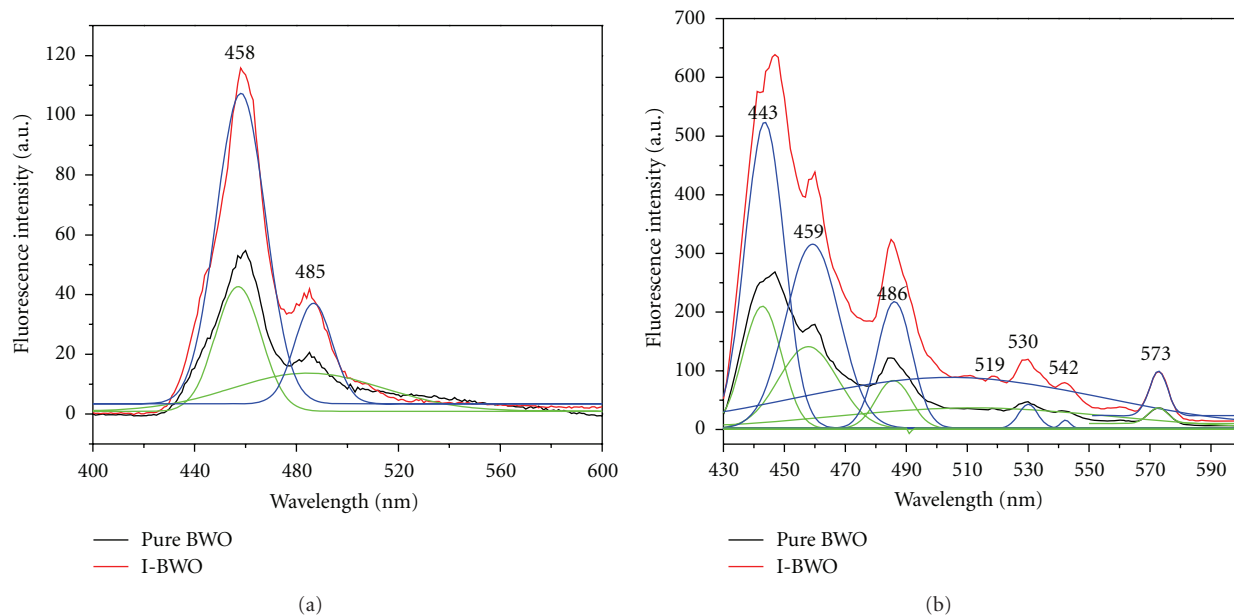 120
100
80
60
40
20
0
Fluorescence intensity (a.u.)
458
485
400 440 480 520 560 600
Wavelength (nm)
Pure BWO
I-BWO
(a)
700
600
500
400
300
200
100
0
Fluorescence intensity (a.u.)
443
459
486
519
530
542
573
430 450 470 490 510 530 550 570 590
Wavelength (nm)
Pure BWO
I-BWO
(b)